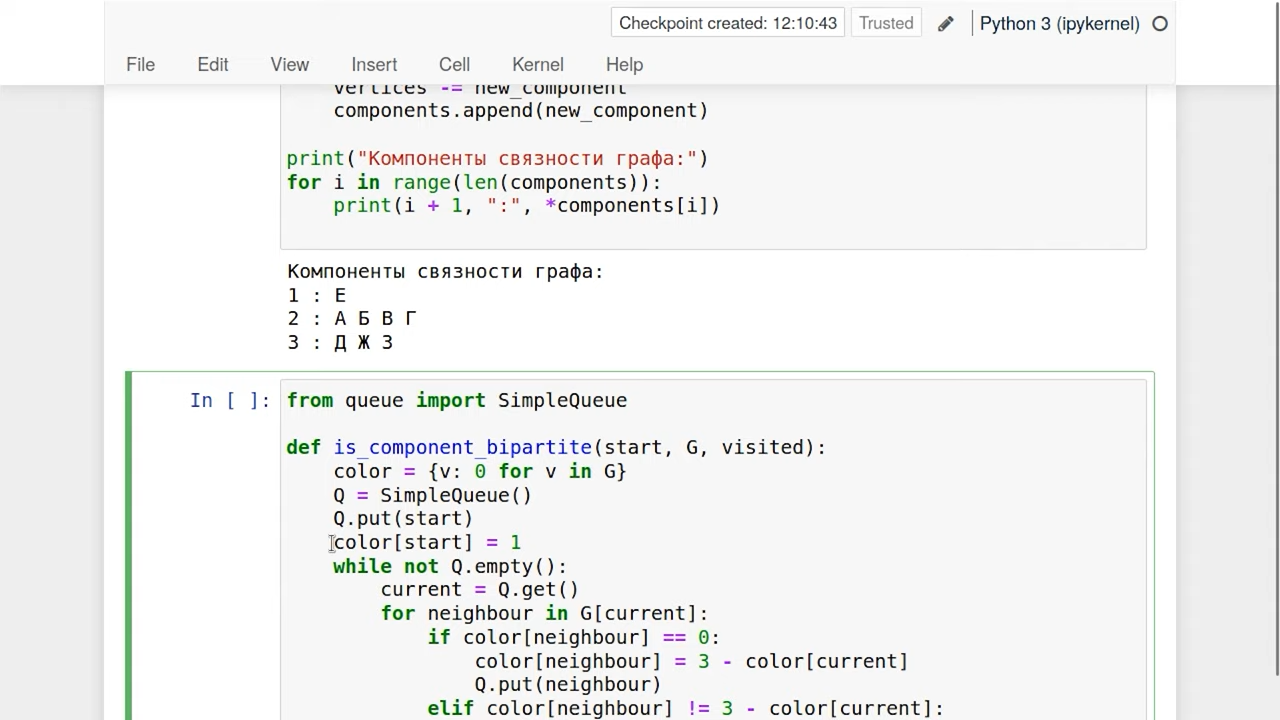 Checkpoint created: 12:10:43 Trusted Python 3 (ipykernel)
File Edit View Insert Cell Kernel Help
    vertices -= new_component
    components.append(new_component)
print("Компоненты связности графа:")
for i in range(len(components)):
    print(i + 1, ":", *components[i])
Компоненты связности графа:
1 : Е
2 : А Б В Г
3 : Д Ж З
In [ ]: from queue import SimpleQueue
def is_component_bipartite(start, G, visited):
    color = {v: 0 for v in G}
    Q = SimpleQueue()
    Q.put(start)
    color[start] = 1
    while not Q.empty():
        current = Q.get()
        for neighbour in G[current]:
            if color[neighbour] == 0:
                color[neighbour] = 3 - color[current]
                Q.put(neighbour)
            elif color[neighbour] != 3 - color[current]: